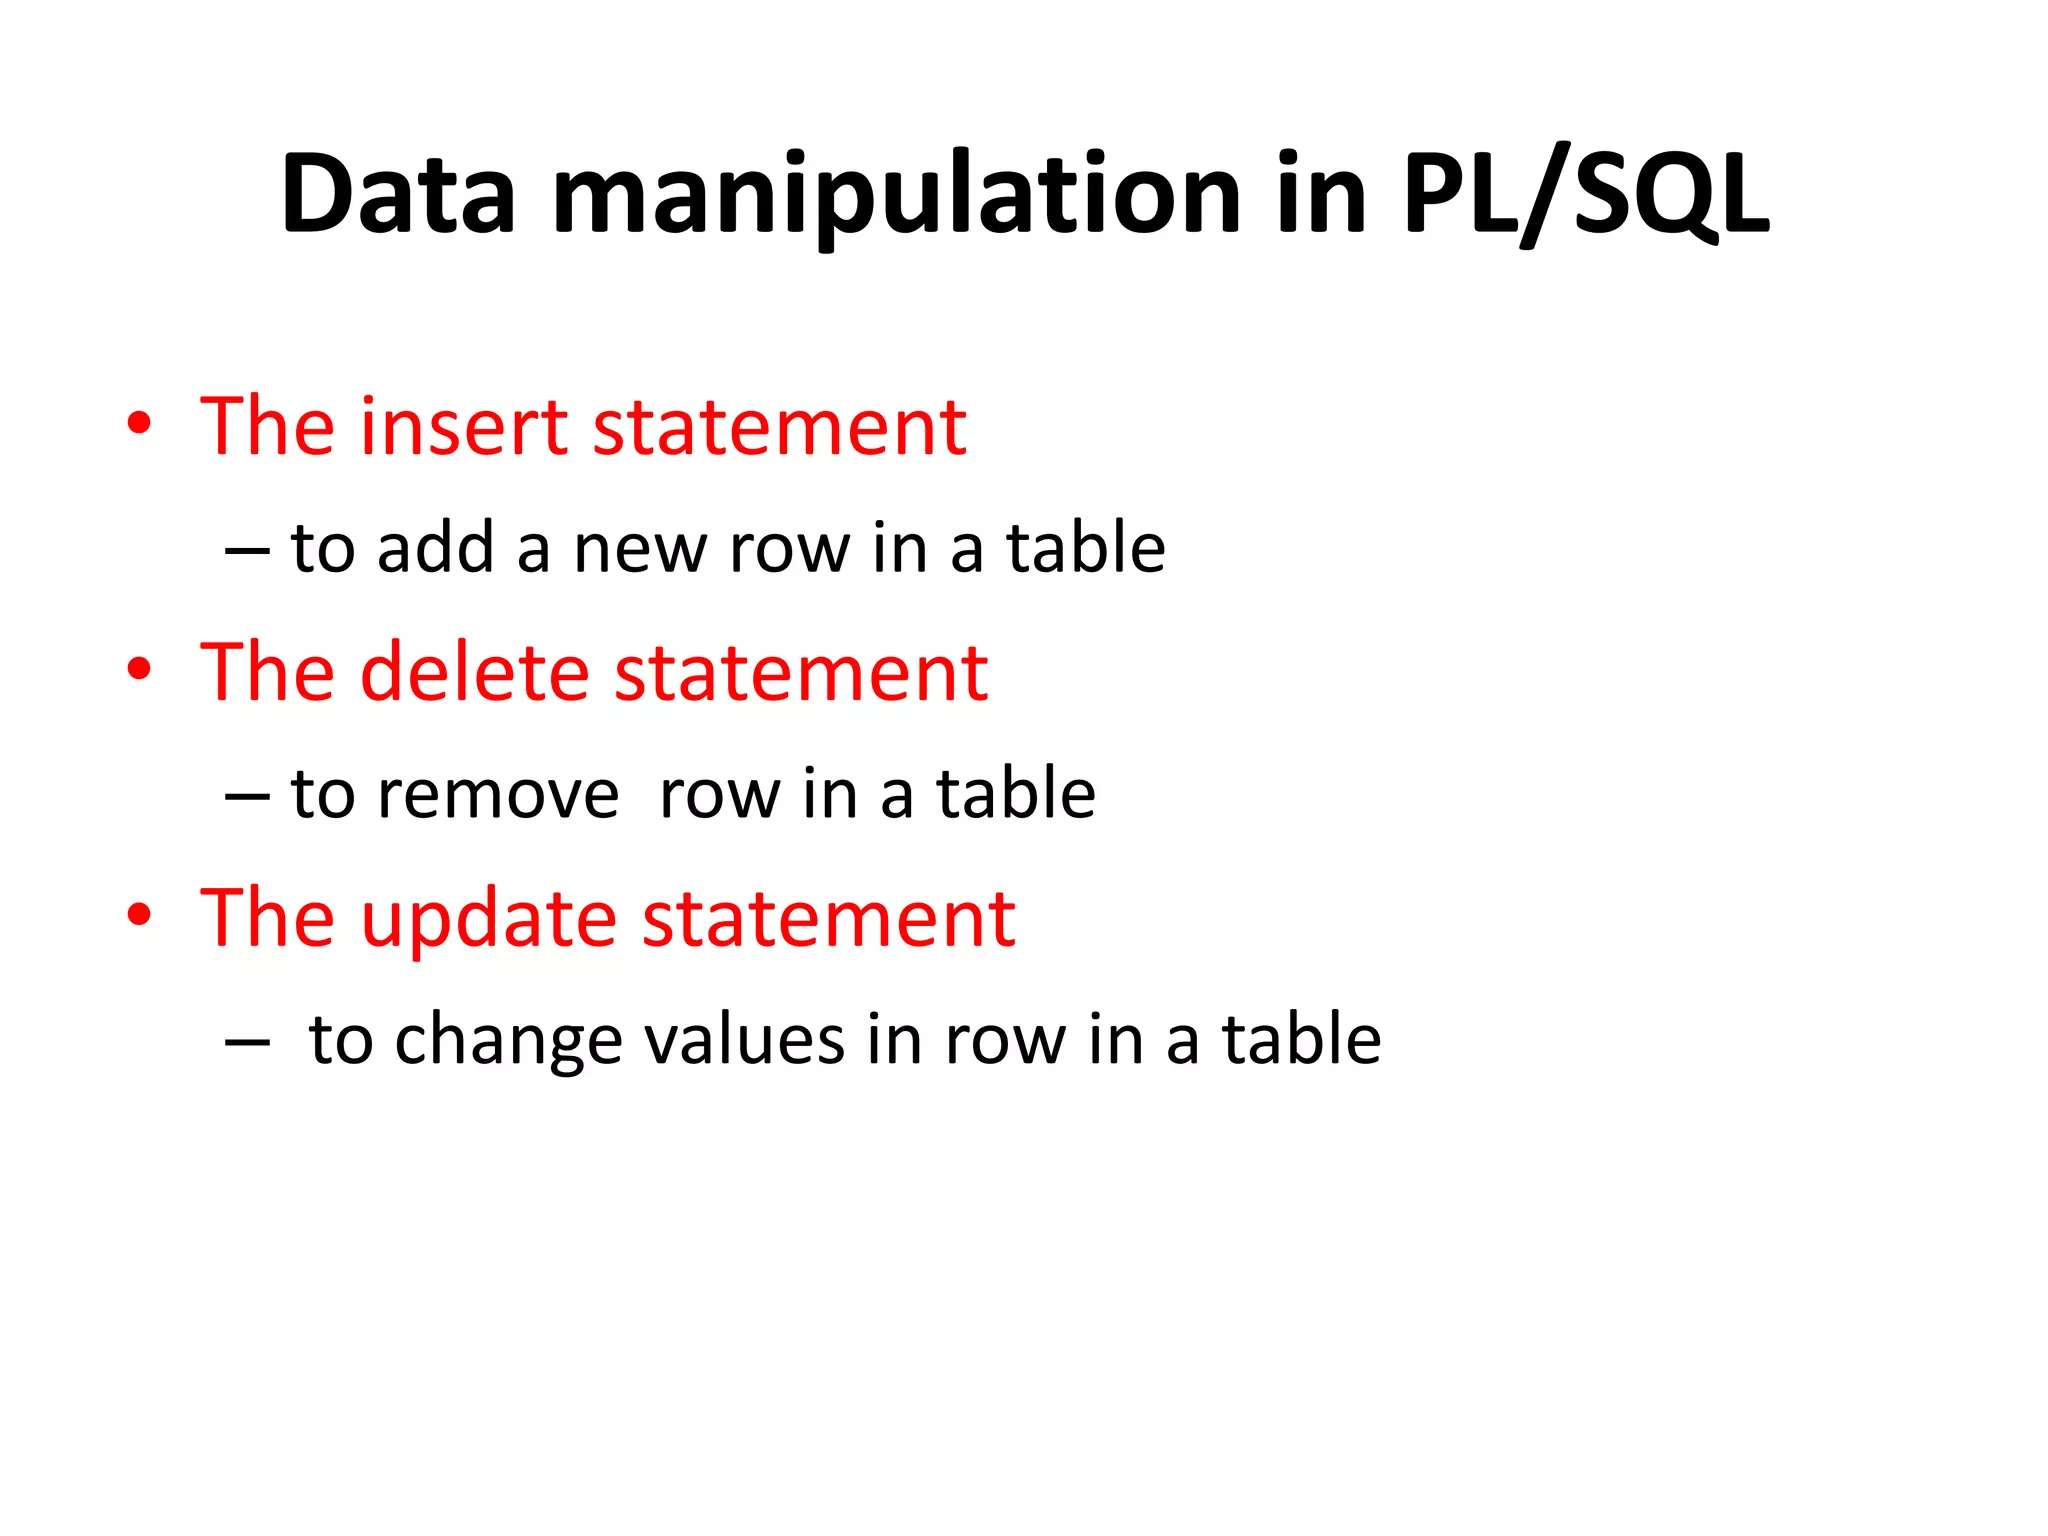 Data manipulation in PL/SQL
• The insert statement
– to add a new row in a table
• The delete statement
– to remove  row in a table
• The update statement
–  to change values in row in a table